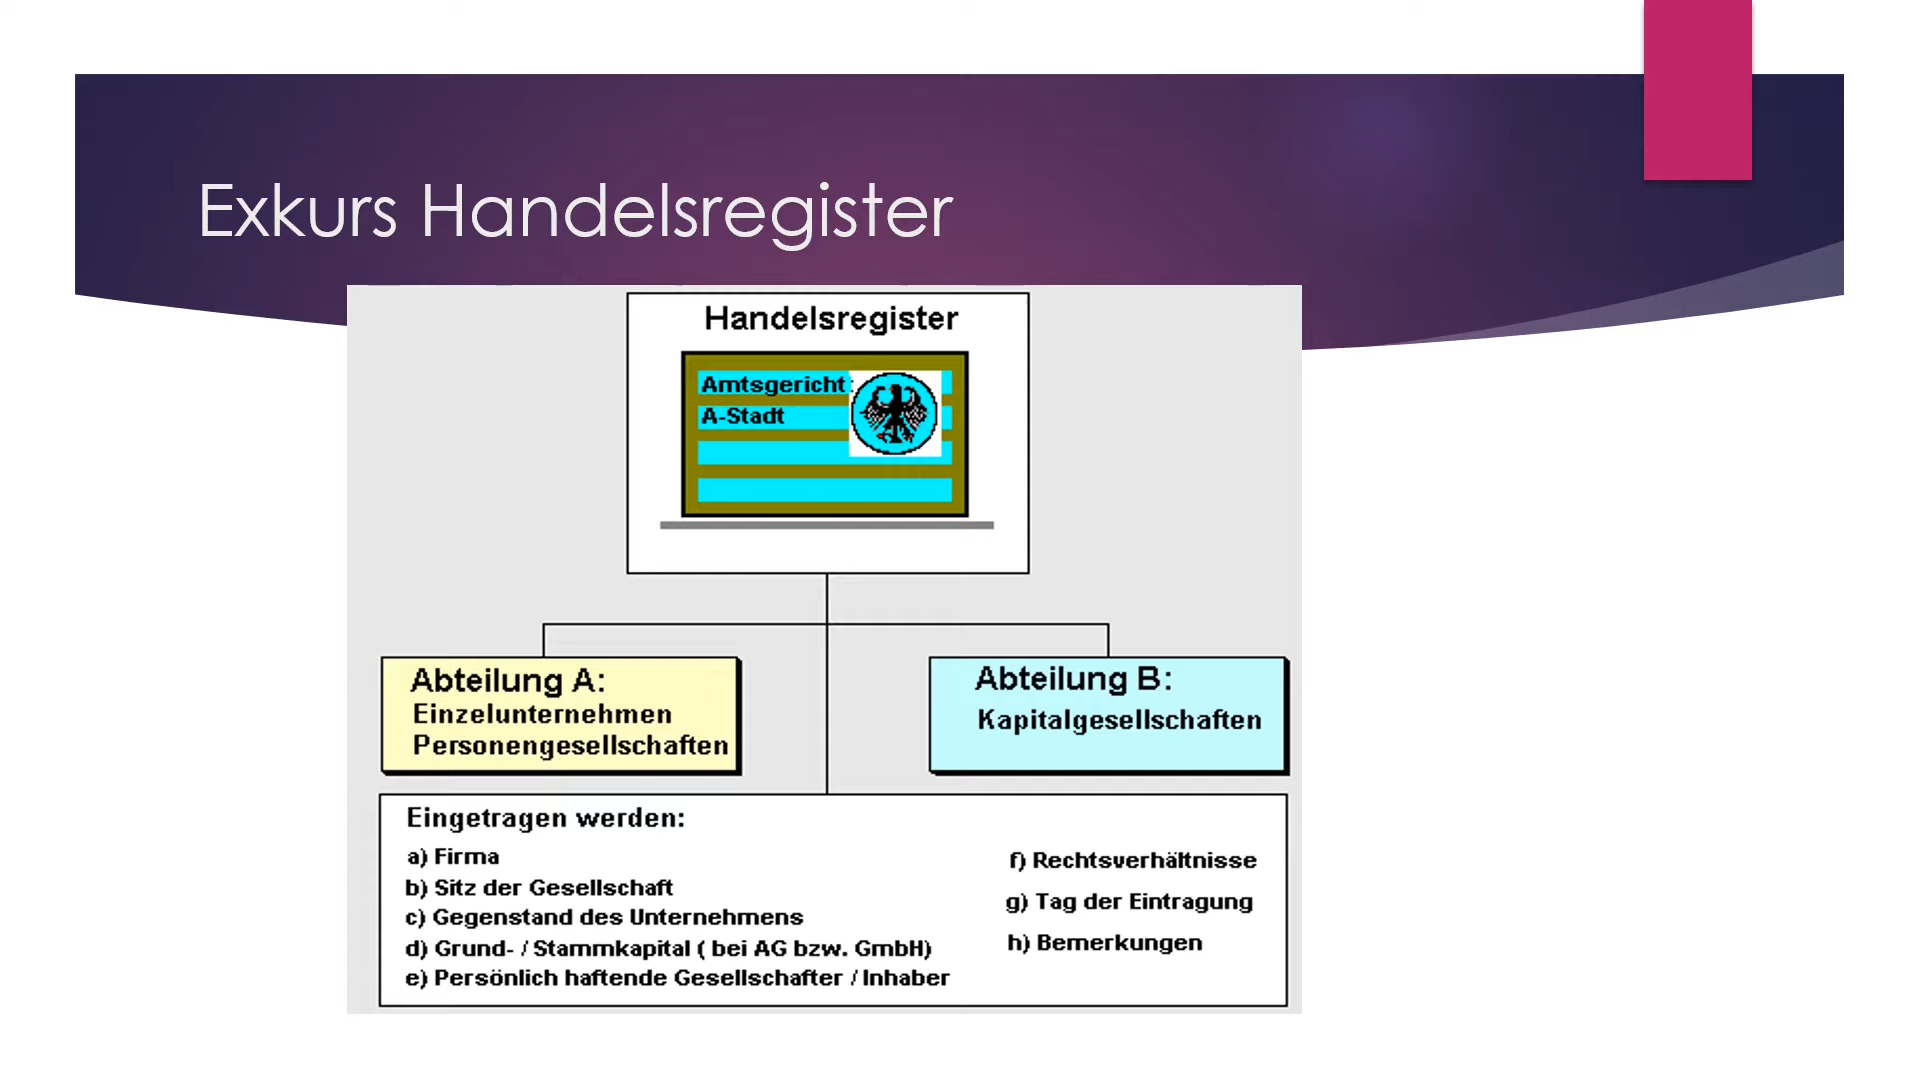 Exkurs Handelsregister
Handelsregister
Amtsgericht:
A-Stadt
Abteilung A:
Einzelunternehmen
Personengesellschaften
Abteilung B:
Kapitalgesellschaften
Eingetragen werden:
a) Firma
b) Sitz der Gesellschaft
c) Gegenstand des Unternehmens
d) Grund- / Stammkapital ( bei AG bzw. GmbH)
e) Persönlich haftende Gesellschafter / Inhaber
f) Rechtsverhältnisse
g) Tag der Eintragung
h) Bemerkungen